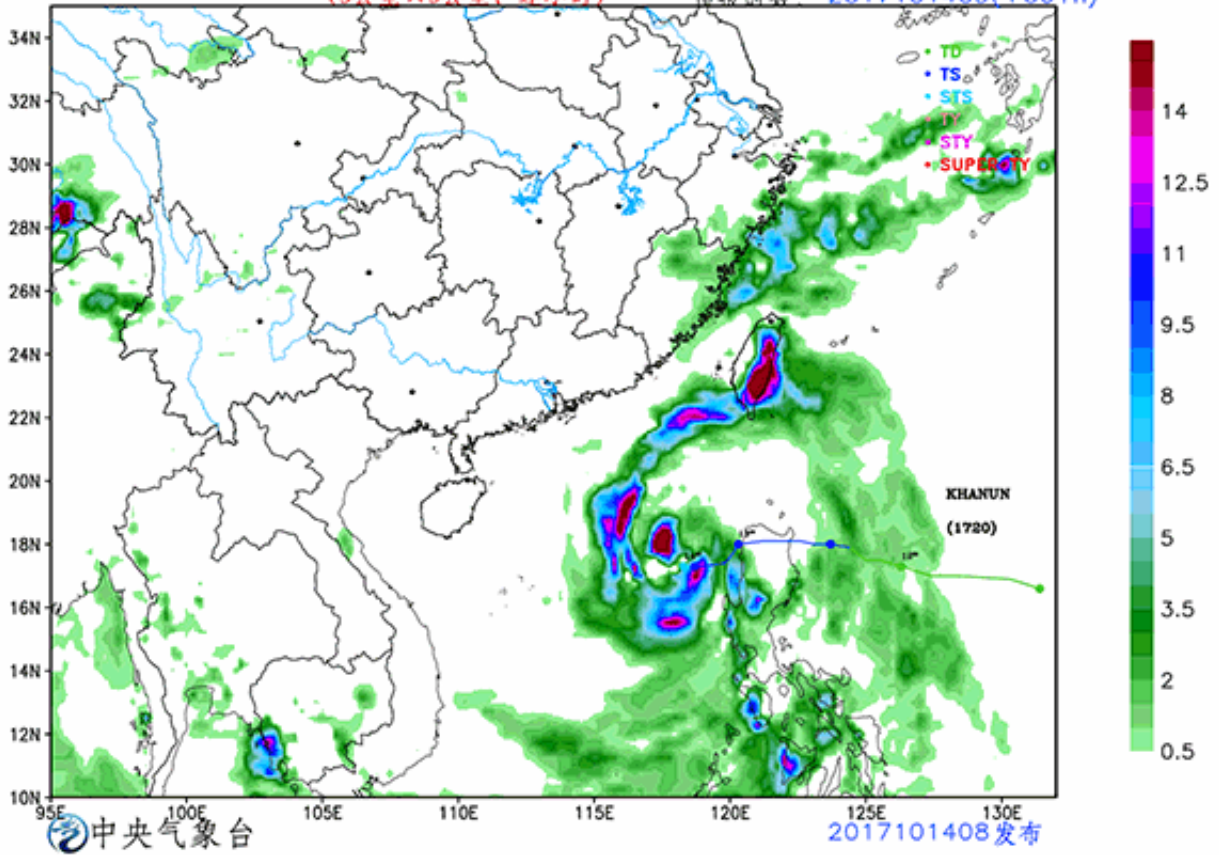 34N
32N
30N
28N
26N
24N
22N
20N
18N
16N
14N
12N
10N
95E
100E
105E
110E
115E
120E
125E
130E
TD
TS
STS
TY
STY
SUPER TY
KHANUN
(1720)
14
12.5
11
9.5
8
6.5
5
3.5
2
0.5
中央气象台
2017101408发布